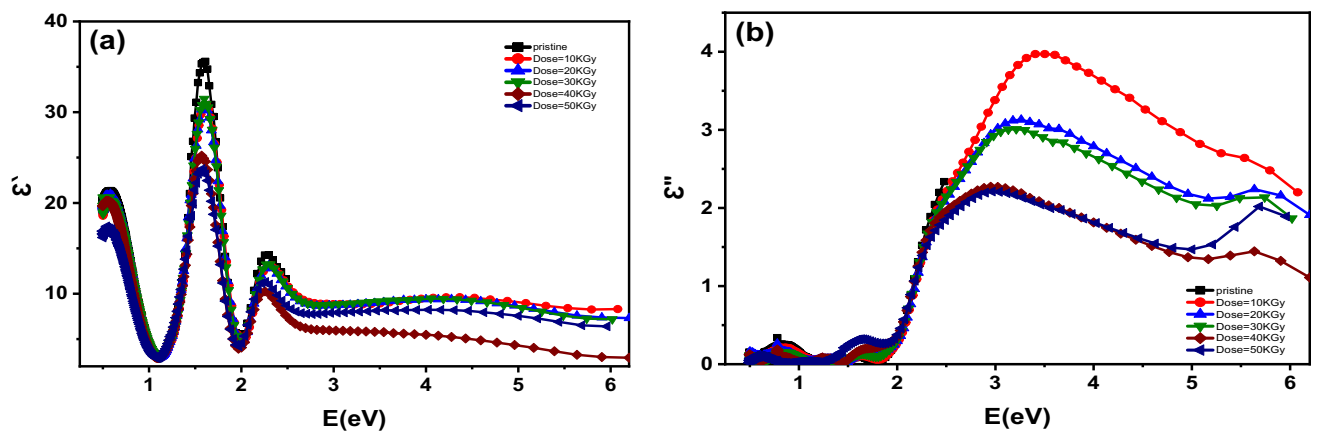 (a)
40
30
20
10
ε`
1 2 3 4 5 6
E(eV)
pristine
Dose=10KGy
Dose=20KGy
Dose=30KGy
Dose=40KGy
Dose=50KGy
(b)
4
3
2
1
0
ε"
1 2 3 4 5 6
E(eV)
pristine
Dose=10KGy
Dose=20KGy
Dose=30KGy
Dose=40KGy
Dose=50KGy